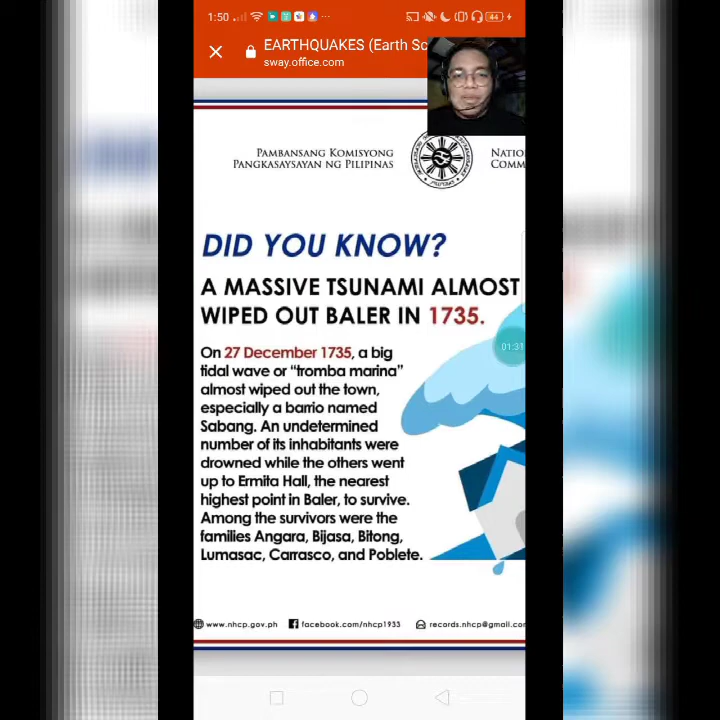 1:50
44
EARTHQUAKES (Earth Sc
sway.office.com
PAMBANSANG KOMISYONG
PANGKASAYSAYAN NG PILIPINAS
NATIO
COMM
DID YOU KNOW?
A MASSIVE TSUNAMI ALMOST
WIPED OUT BALER IN 1735.
01:31
On 27 December 1735, a big
tidal wave or “tromba marina”
almost wiped out the town,
especially a barrio named
Sabang. An undetermined
number of its inhabitants were
drowned while the others went
up to Ermita Hall, the nearest
highest point in Baler, to survive.
Among the survivors were the
families Angara, Bijasa, Bitong,
Lumasac, Carrasco, and Poblete.
www.nhcp.gov.ph facebook.com/nhcp1933 records.nhcp@gmail.co